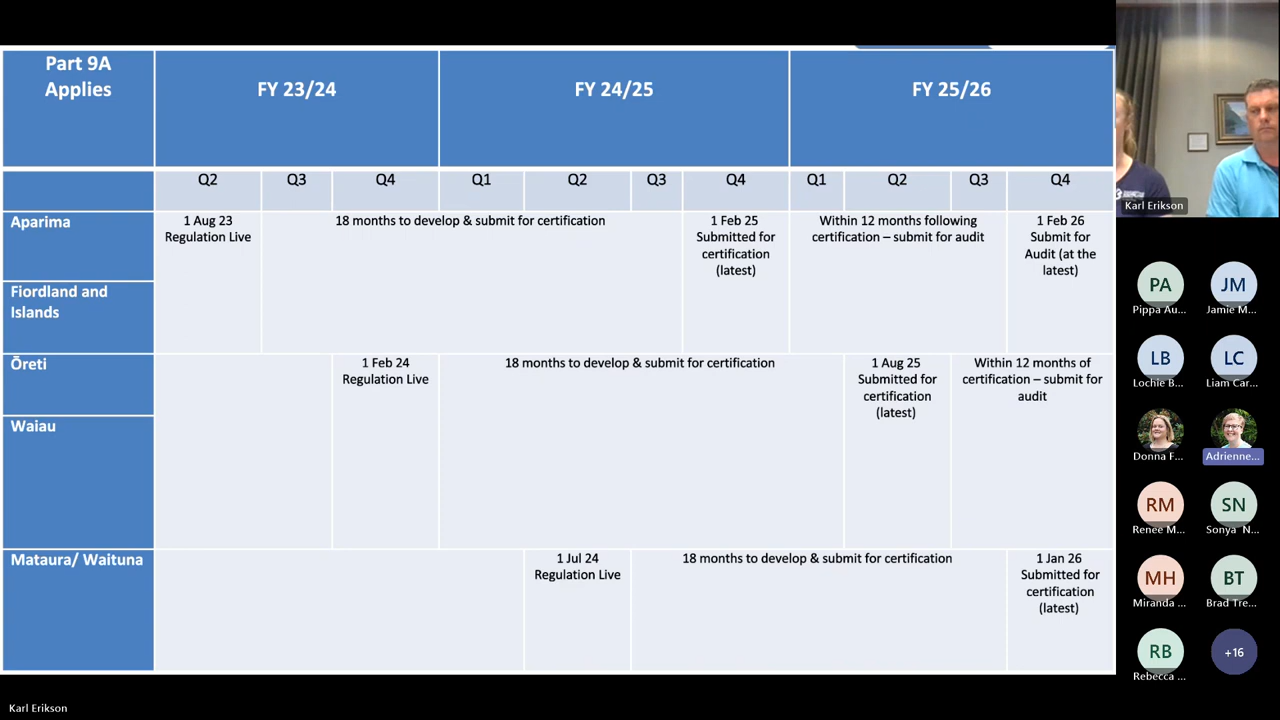 Part 9A
Applies
FY 23/24
FY 24/25
FY 25/26
Q2
Q3
Q4
Q1
Q2
Q3
Q4
Q1
Q2
Q3
Q4
Aparima
1 Aug 23
Regulation Live
18 months to develop & submit for certification
1 Feb 25
Submitted for
certification
(latest)
Within 12 months following
certification – submit for audit
1 Feb 26
Submit for
Audit (at the
latest)
Fiordland and
Islands
Ōreti
1 Feb 24
Regulation Live
18 months to develop & submit for certification
1 Aug 25
Submitted for
certification
(latest)
Within 12 months of
certification – submit for
audit
Waiau
Mataura/ Waituna
1 Jul 24
Regulation Live
18 months to develop & submit for certification
1 Jan 26
Submitted for
certification
(latest)
Karl Erikson
PA
Pippa Au...
JM
Jamie M...
LB
Lochie B...
LC
Liam Car...
Donna F...
Adrienne...
RM
Renee M...
SN
Sonya N...
MH
Miranda ...
BT
Brad Tre...
RB
Rebecca ...
+16
Karl Erikson